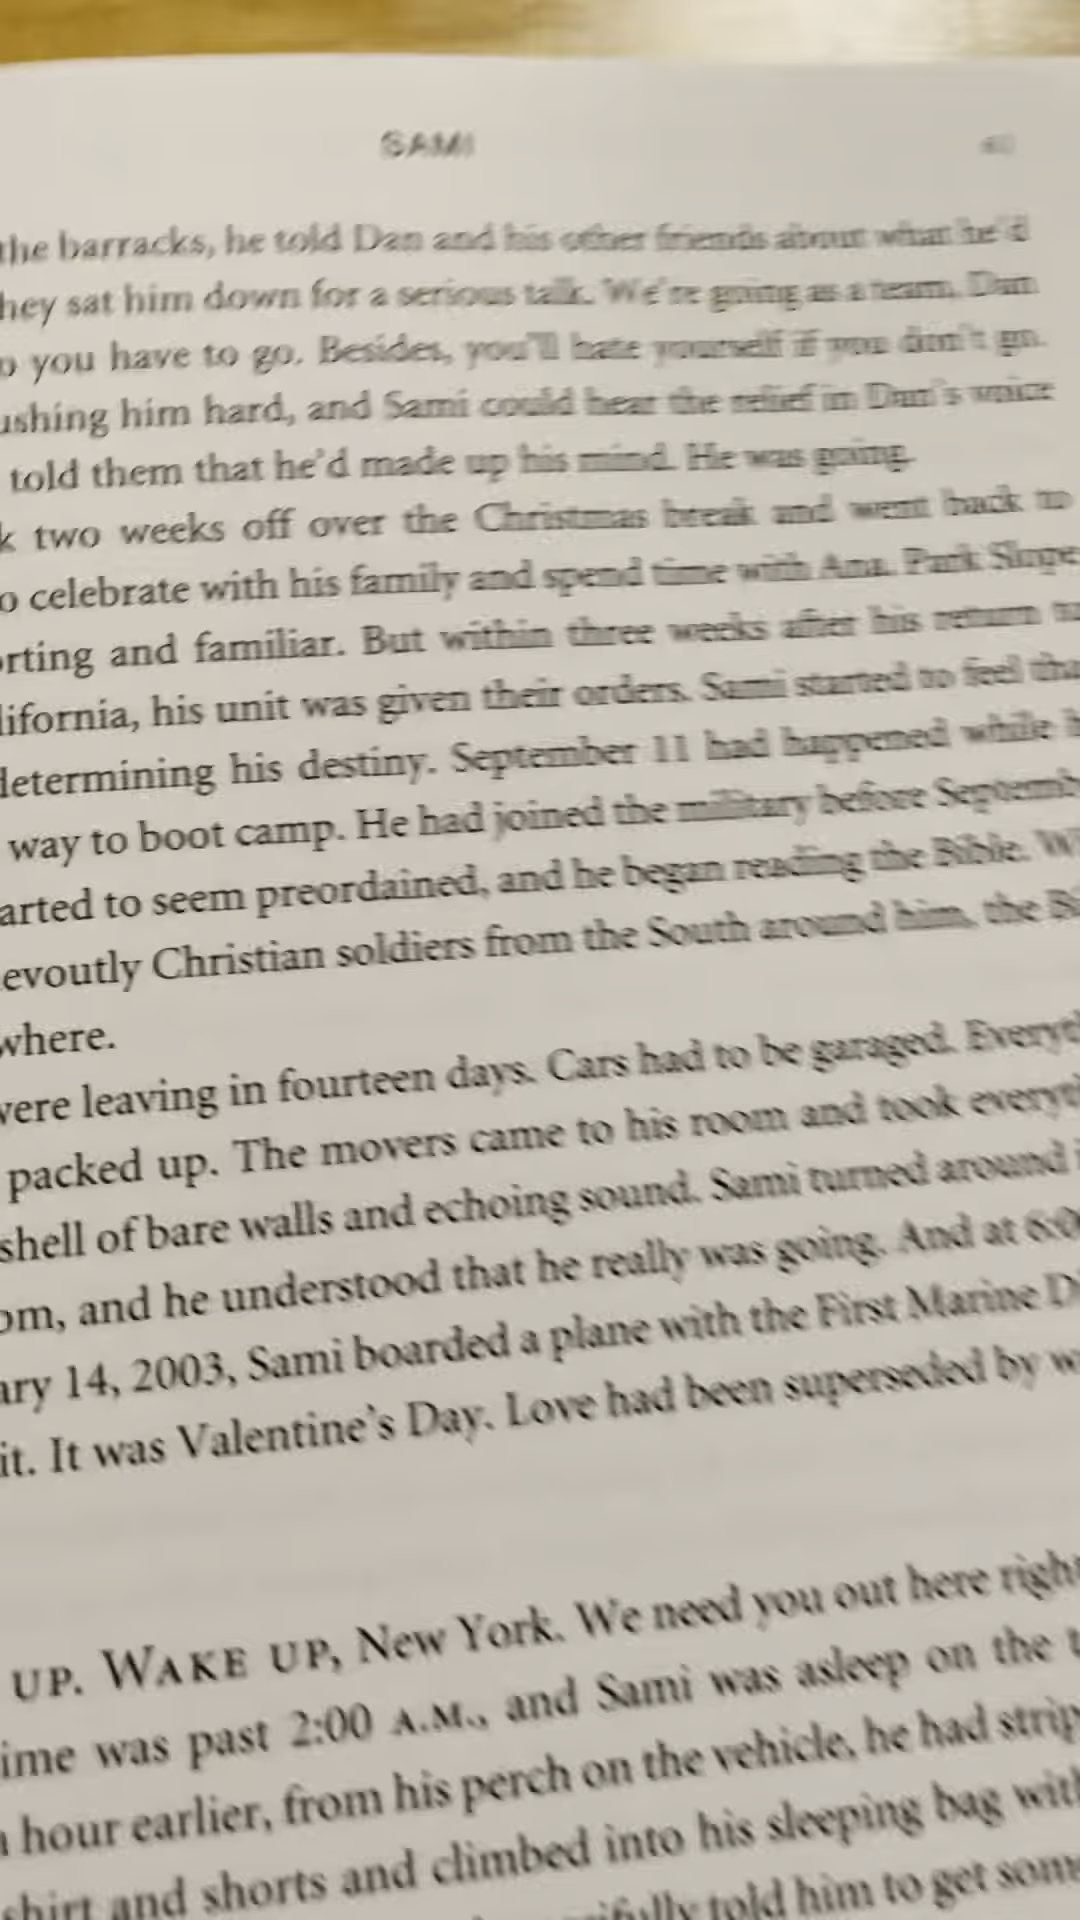 SAMI
the barracks, he told Dan and his other friends about what he'd
hey sat him down for a serious talk. We're going as a team, Dan
o you have to go. Besides, you'll hate yourself if you don't go.
ushing him hard, and Sami could hear the relief in Dan's voice
told them that he'd made up his mind. He was going.
k two weeks off over the Christmas break and went back to
o celebrate with his family and spend time with Ana. Park Slope
orting and familiar. But within three weeks after his return to
lifornia, his unit was given their orders. Sami started to feel tha
determining his destiny. September 11 had happened while h
way to boot camp. He had joined the military before Septemb
arted to seem preordained, and he began reading the Bible. Wi
evoutly Christian soldiers from the South around him, the Bi
where.
were leaving in fourteen days. Cars had to be garaged. Everyt
packed up. The movers came to his room and took everyt
shell of bare walls and echoing sound. Sami turned around i
om, and he understood that he really was going. And at 6:0
ary 14, 2003, Sami boarded a plane with the First Marine Di
it. It was Valentine's Day. Love had been superseded by w
UP. WAKE UP, New York. We need you out here right
ime was past 2:00 A.M., and Sami was asleep on the t
hour earlier, from his perch on the vehicle, he had strip
shirt and shorts and climbed into his sleeping bag with
told him to get some